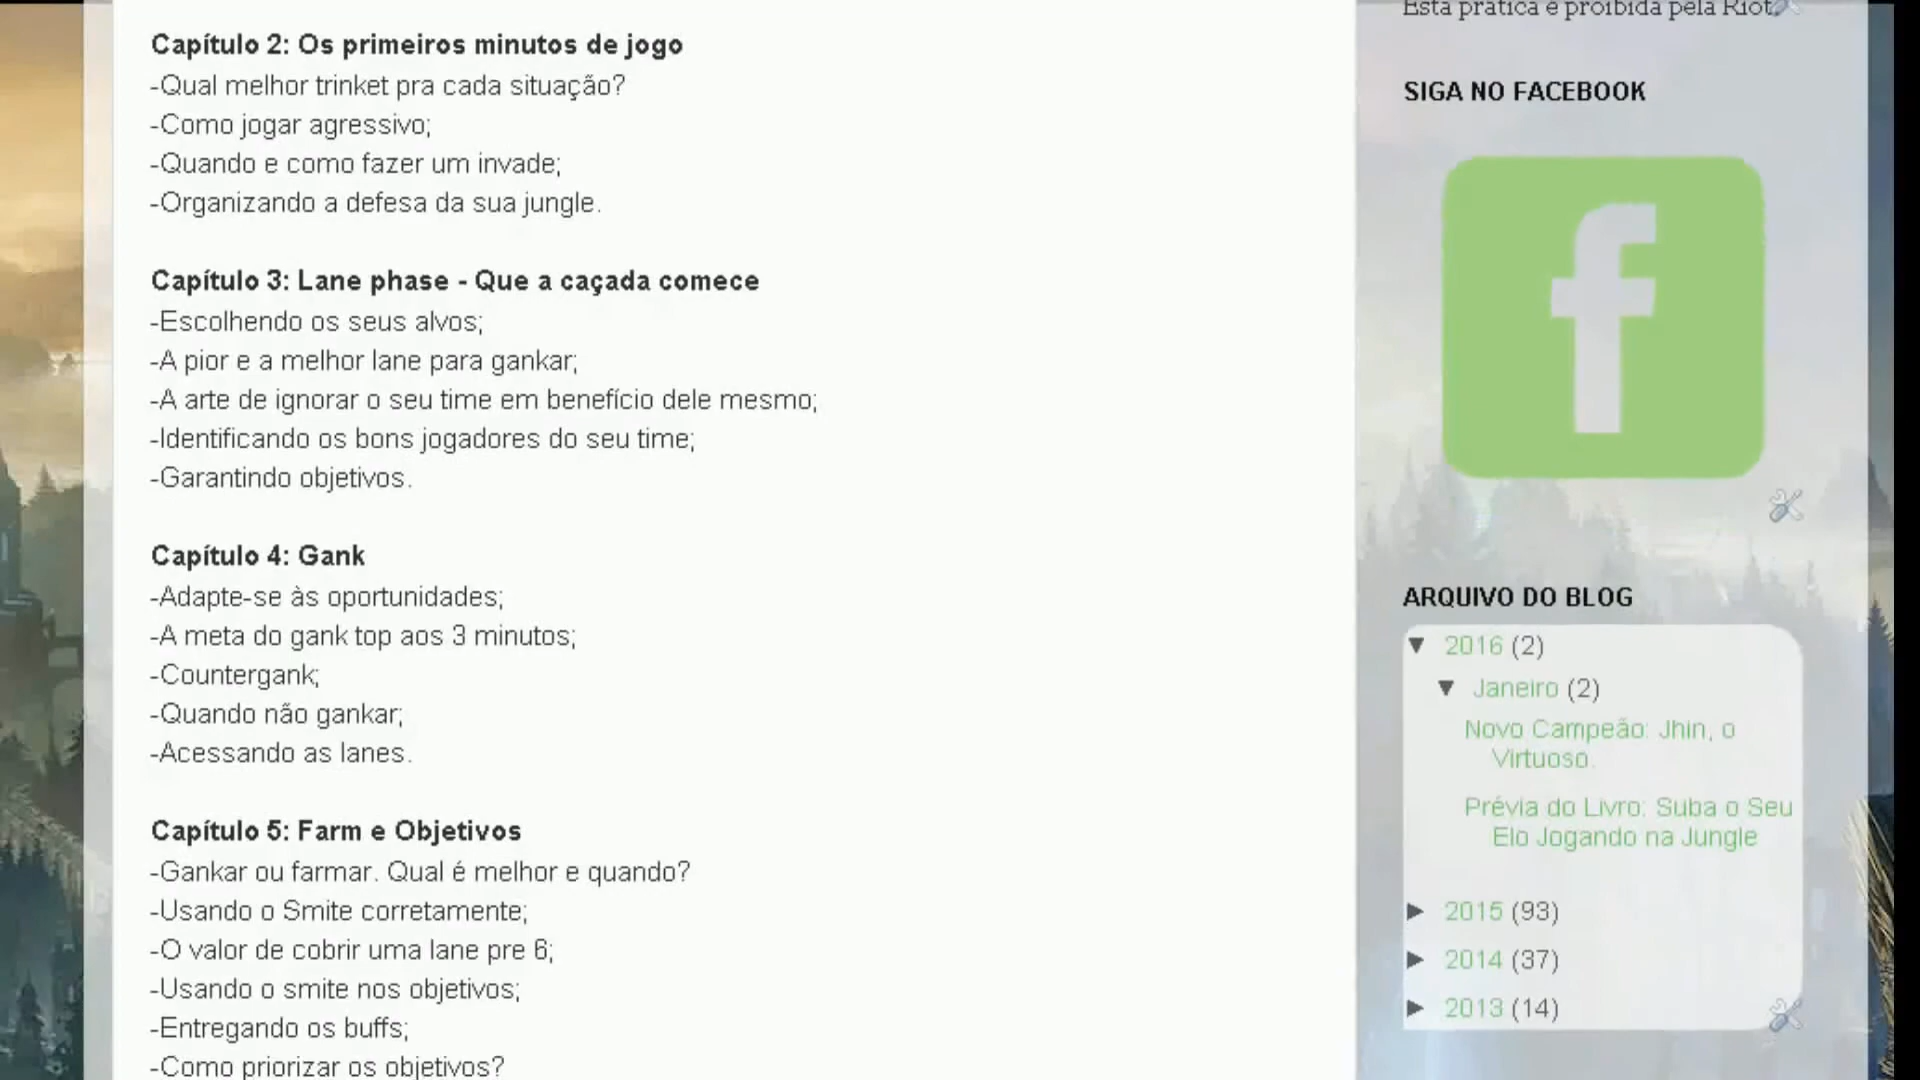 Capítulo 2: Os primeiros minutos de jogo
-Qual melhor trinket pra cada situação?
-Como jogar agressivo;
-Quando e como fazer um invade;
-Organizando a defesa da sua jungle.
Capítulo 3: Lane phase - Que a caçada comece
-Escolhendo os seus alvos;
-A pior e a melhor lane para gankar;
-A arte de ignorar o seu time em benefício dele mesmo;
-Identificando os bons jogadores do seu time;
-Garantindo objetivos.
Capítulo 4: Gank
-Adapte-se às oportunidades;
-A meta do gank top aos 3 minutos;
-Countergank;
-Quando não gankar;
-Acessando as lanes.
Capítulo 5: Farm e Objetivos
-Gankar ou farmar. Qual é melhor e quando?
-Usando o Smite corretamente;
-O valor de cobrir uma lane pre 6;
-Usando o smite nos objetivos;
-Entregando os buffs;
-Como priorizar os objetivos?
Esta prática é proibida pela Riot.
SIGA NO FACEBOOK
f
ARQUIVO DO BLOG
▼ 2016 (2)
▼ Janeiro (2)
Novo Campeão: Jhin, o
Virtuoso.
Prévia do Livro: Suba o Seu
Elo Jogando na Jungle
► 2015 (93)
► 2014 (37)
► 2013 (14)